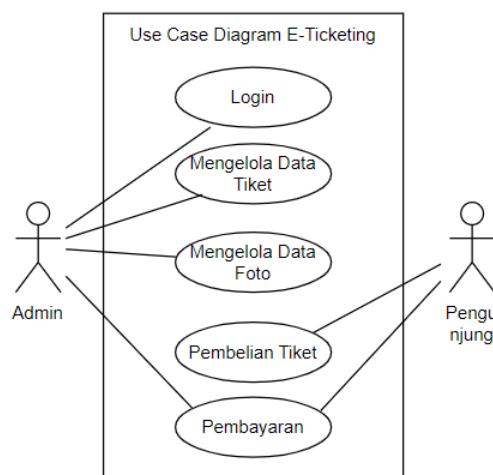 Use Case Diagram E-Ticketing
Login
Mengelola Data
Tiket
Mengelola Data
Foto
Admin
Pengu
njung
Pembelian Tiket
Pembayaran